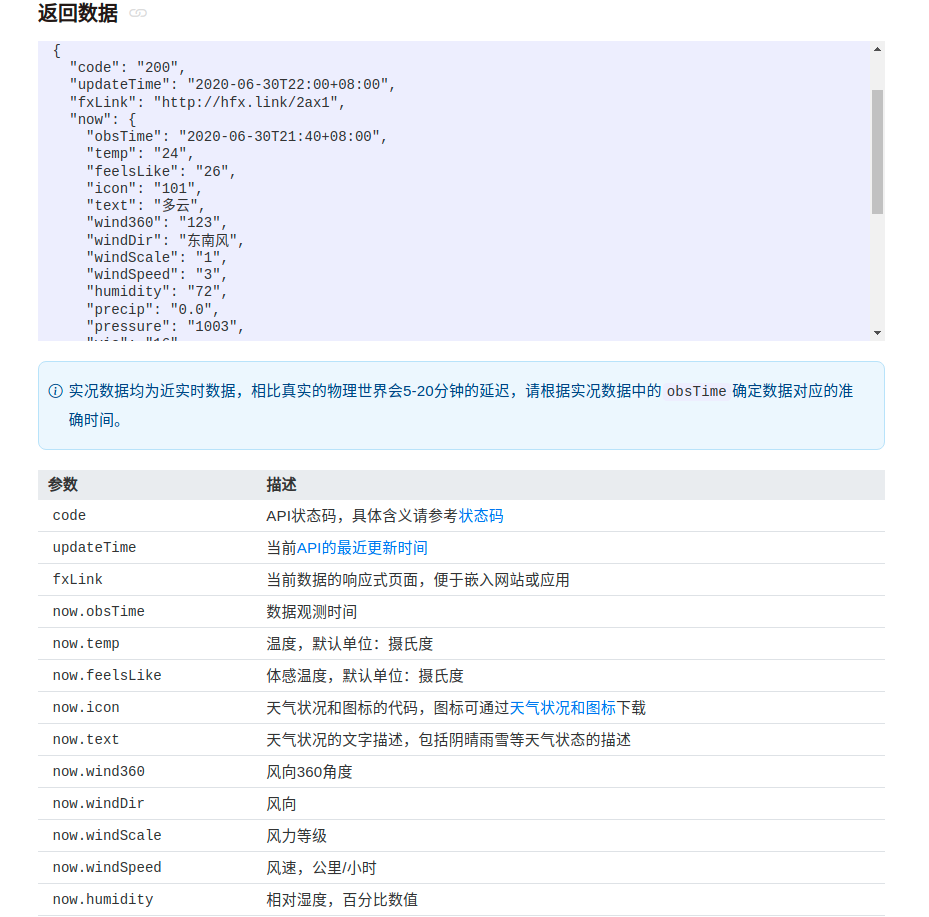 返回数据
{
"code": "200",
"updateTime": "2020-06-30T22:00+08:00",
"fxLink": "http://hfx.link/2ax1",
"now": {
"obsTime": "2020-06-30T21:40+08:00",
"temp": "24",
"feelsLike": "26",
"icon": "101",
"text": "多云",
"wind360": "123",
"windDir": "东南风",
"windScale": "1",
"windSpeed": "3",
"humidity": "72",
"precip": "0.0",
"pressure": "1003",
"vis": "16"
实况数据均为近实时数据，相比真实的物理世界会5-20分钟的延迟，请根据实况数据中的 obsTime 确定数据对应的准
确时间。
参数 描述
code API状态码，具体含义请参考状态码
updateTime 当前API的最近更新时间
fxLink 当前数据的响应式页面，便于嵌入网站或应用
now.obsTime 数据观测时间
now.temp 温度，默认单位：摄氏度
now.feelsLike 体感温度，默认单位：摄氏度
now.icon 天气状况和图标的代码，图标可通过天气状况和图标下载
now.text 天气状况的文字描述，包括阴晴雨雪等天气状态的描述
now.wind360 风向360角度
now.windDir 风向
now.windScale 风力等级
now.windSpeed 风速，公里/小时
now.humidity 相对湿度，百分比数值